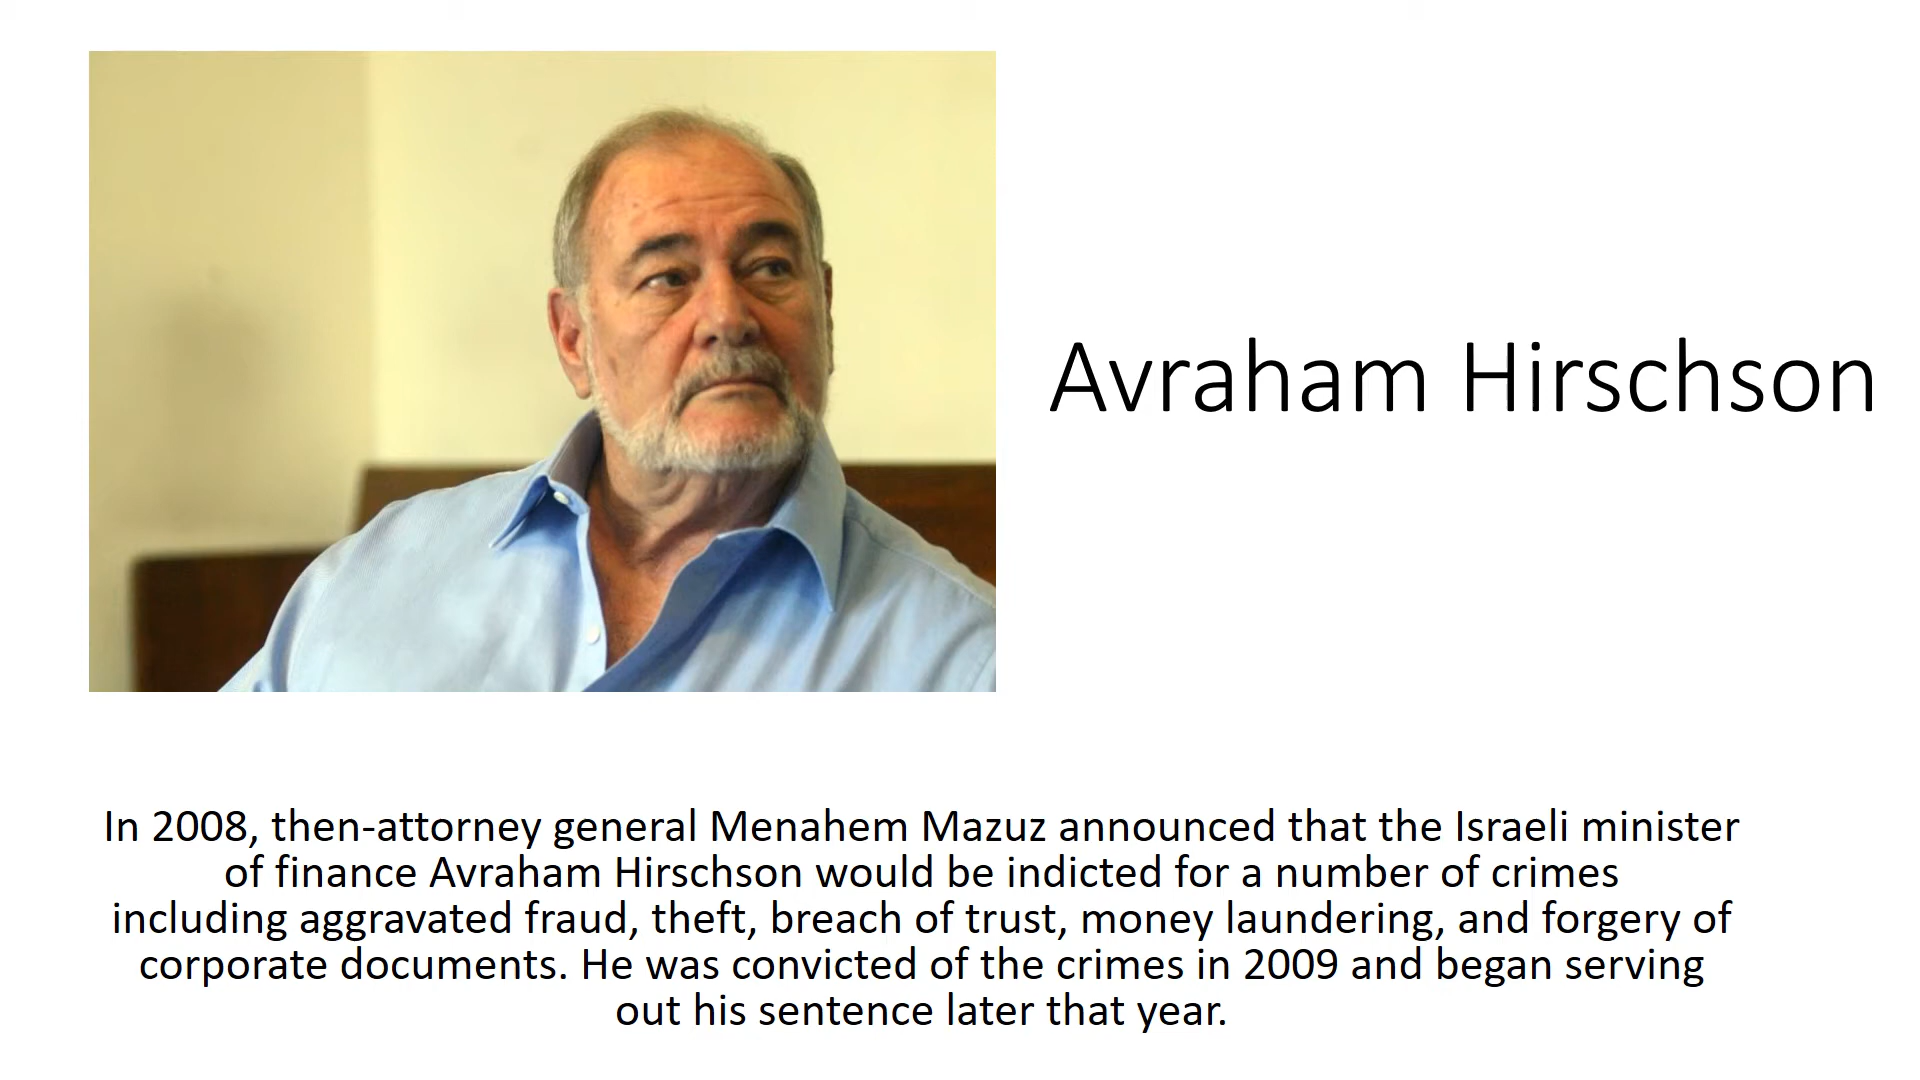 Avraham Hirschson
In 2008, then-attorney general Menahem Mazuz announced that the Israeli minister
of finance Avraham Hirschson would be indicted for a number of crimes
including aggravated fraud, theft, breach of trust, money laundering, and forgery of
corporate documents. He was convicted of the crimes in 2009 and began serving
out his sentence later that year.